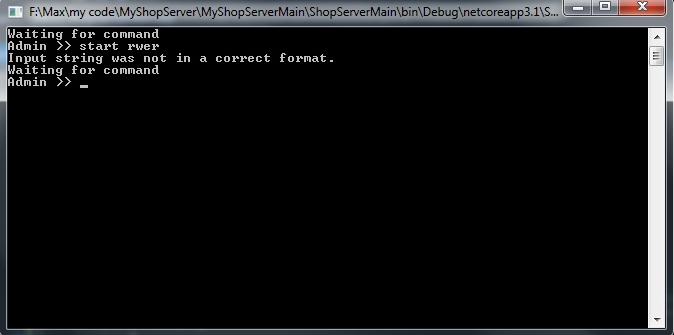 F:\Max\my code\MyShopServer\MyShopServerMain\ShopServerMain\bin\Debug\netcoreapp3.1\S...
Waiting for command
Admin >> start rwer
Input string was not in a correct format.
Waiting for command
Admin >> _